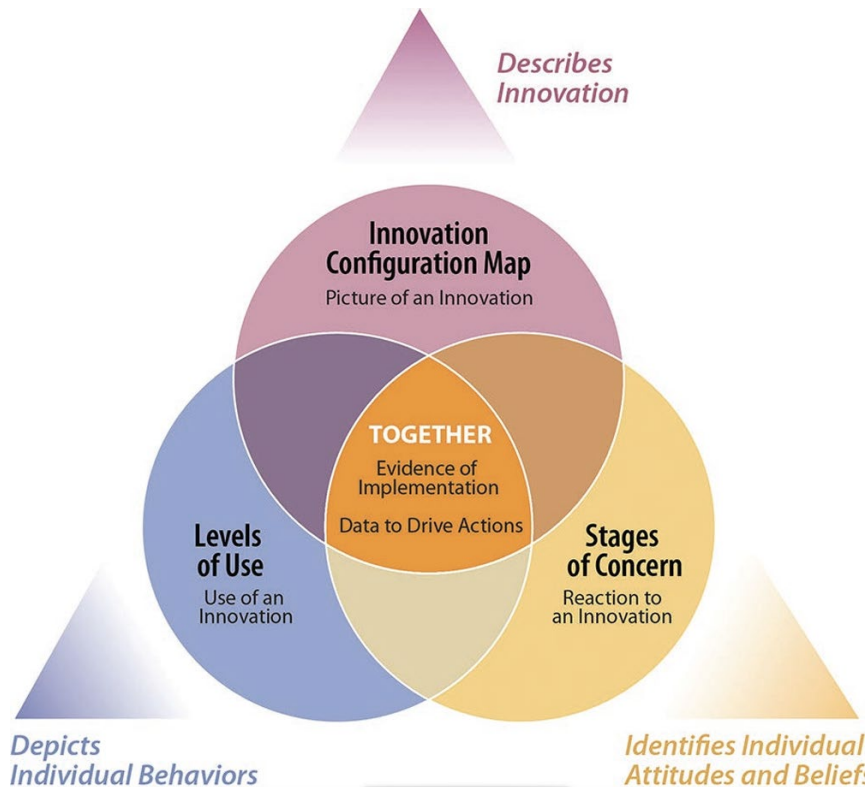 Describes
Innovation
Innovation
Configuration Map
Picture of an Innovation
TOGETHER
Evidence of
Implementation
Data to Drive Actions
Levels
of Use
Use of an
Innovation
Stages
of Concern
Reaction to
an Innovation
Depicts
Individual Behaviors
Identifies Individual
Attitudes and Beliefs